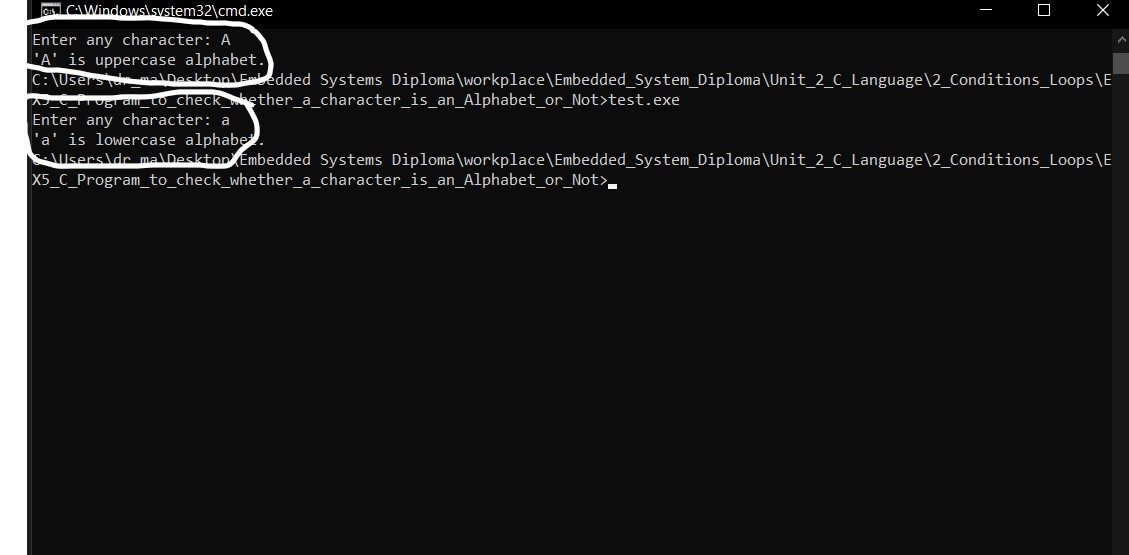 C:\Windows\system32\cmd.exe
Enter any character: A
'A' is uppercase alphabet.
C:\Users\dr_ma\Desktop\Embedded Systems Diploma\workplace\Embedded_System_Diploma\Unit_2_C_Language\2_Conditions_Loops\E
X5_C_Program_to_check_whether_a_character_is_an_Alphabet_or_Not>test.exe
Enter any character: a
'a' is lowercase alphabet.
C:\Users\dr_ma\Desktop\Embedded Systems Diploma\workplace\Embedded_System_Diploma\Unit_2_C_Language\2_Conditions_Loops\E
X5_C_Program_to_check_whether_a_character_is_an_Alphabet_or_Not>